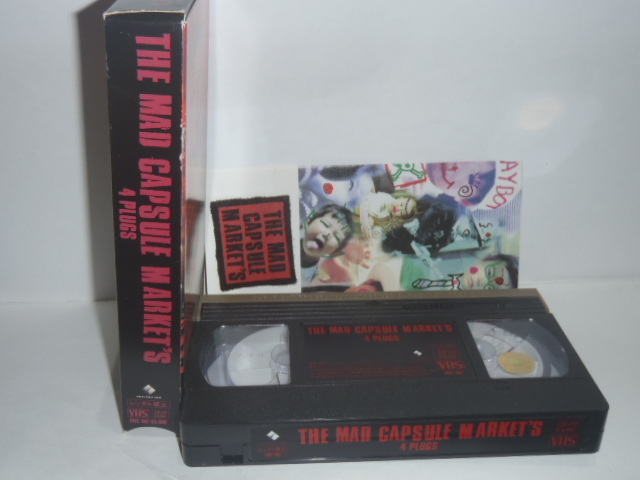 THE MAD CAPSULE MARKET'S
4 PLUGS
VHS
THE MAD
CAPSULE
MARKET'S
AYBO
THE MAD CAPSULE MARKET'S
4 PLUGS
VHS
THE MAD CAPSULE MARKET'S
4 PLUGS
VHS